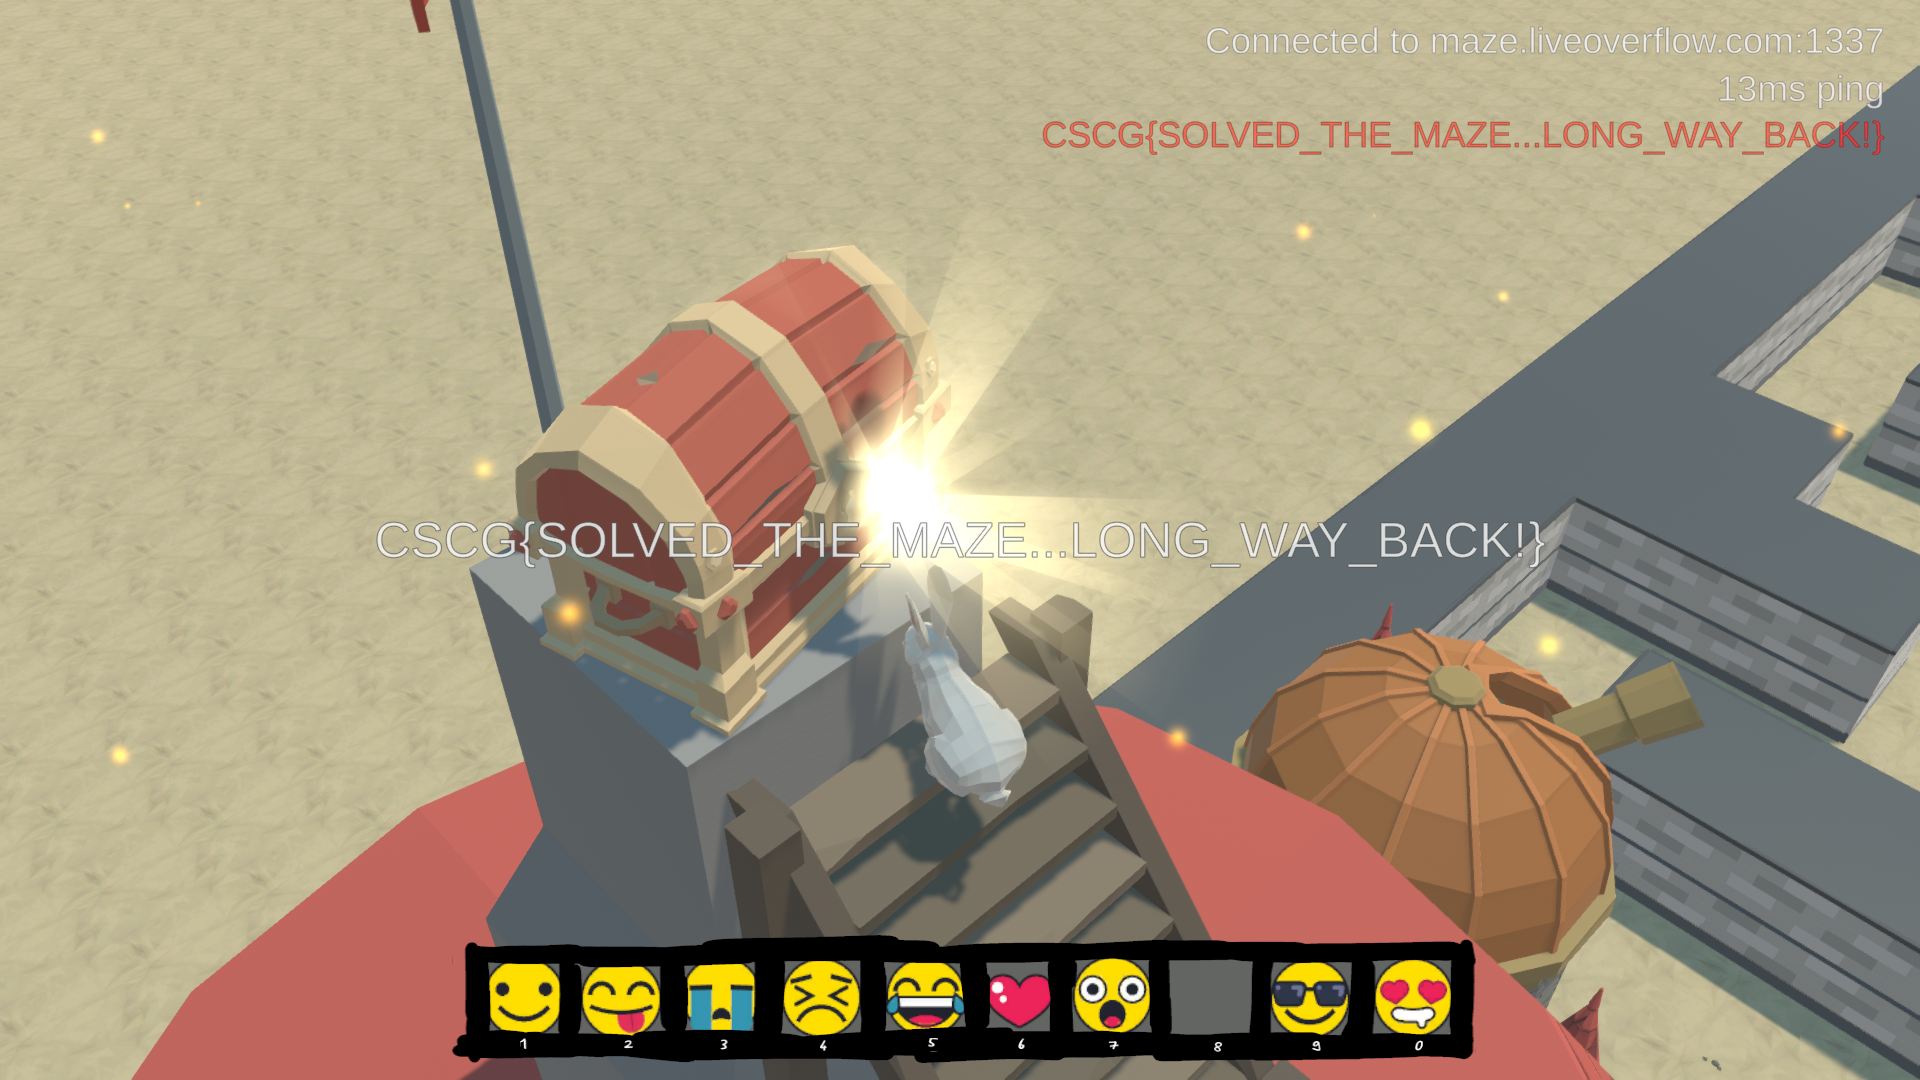 Connected to maze.liveoverflow.com:1337
13ms ping
CSCG{SOLVED_THE_MAZE...LONG_WAY_BACK!}
CSCG{SOLVED_THE_MAZE...LONG_WAY_BACK!}
1 2 3 4 5 6 7 8 9 0